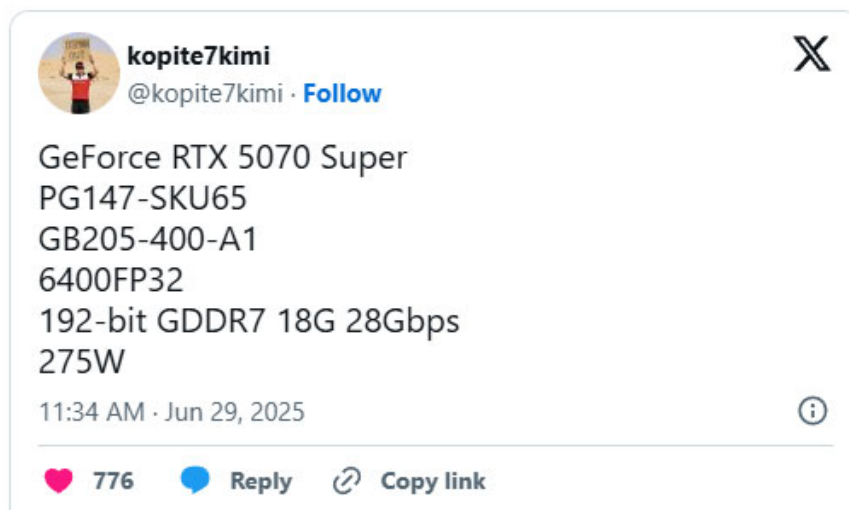 kopite7kimi
@kopite7kimi · Follow
GeForce RTX 5070 Super
PG147-SKU65
GB205-400-A1
6400FP32
192-bit GDDR7 18G 28Gbps
275W
11:34 AM · Jun 29, 2025
776 Reply Copy link